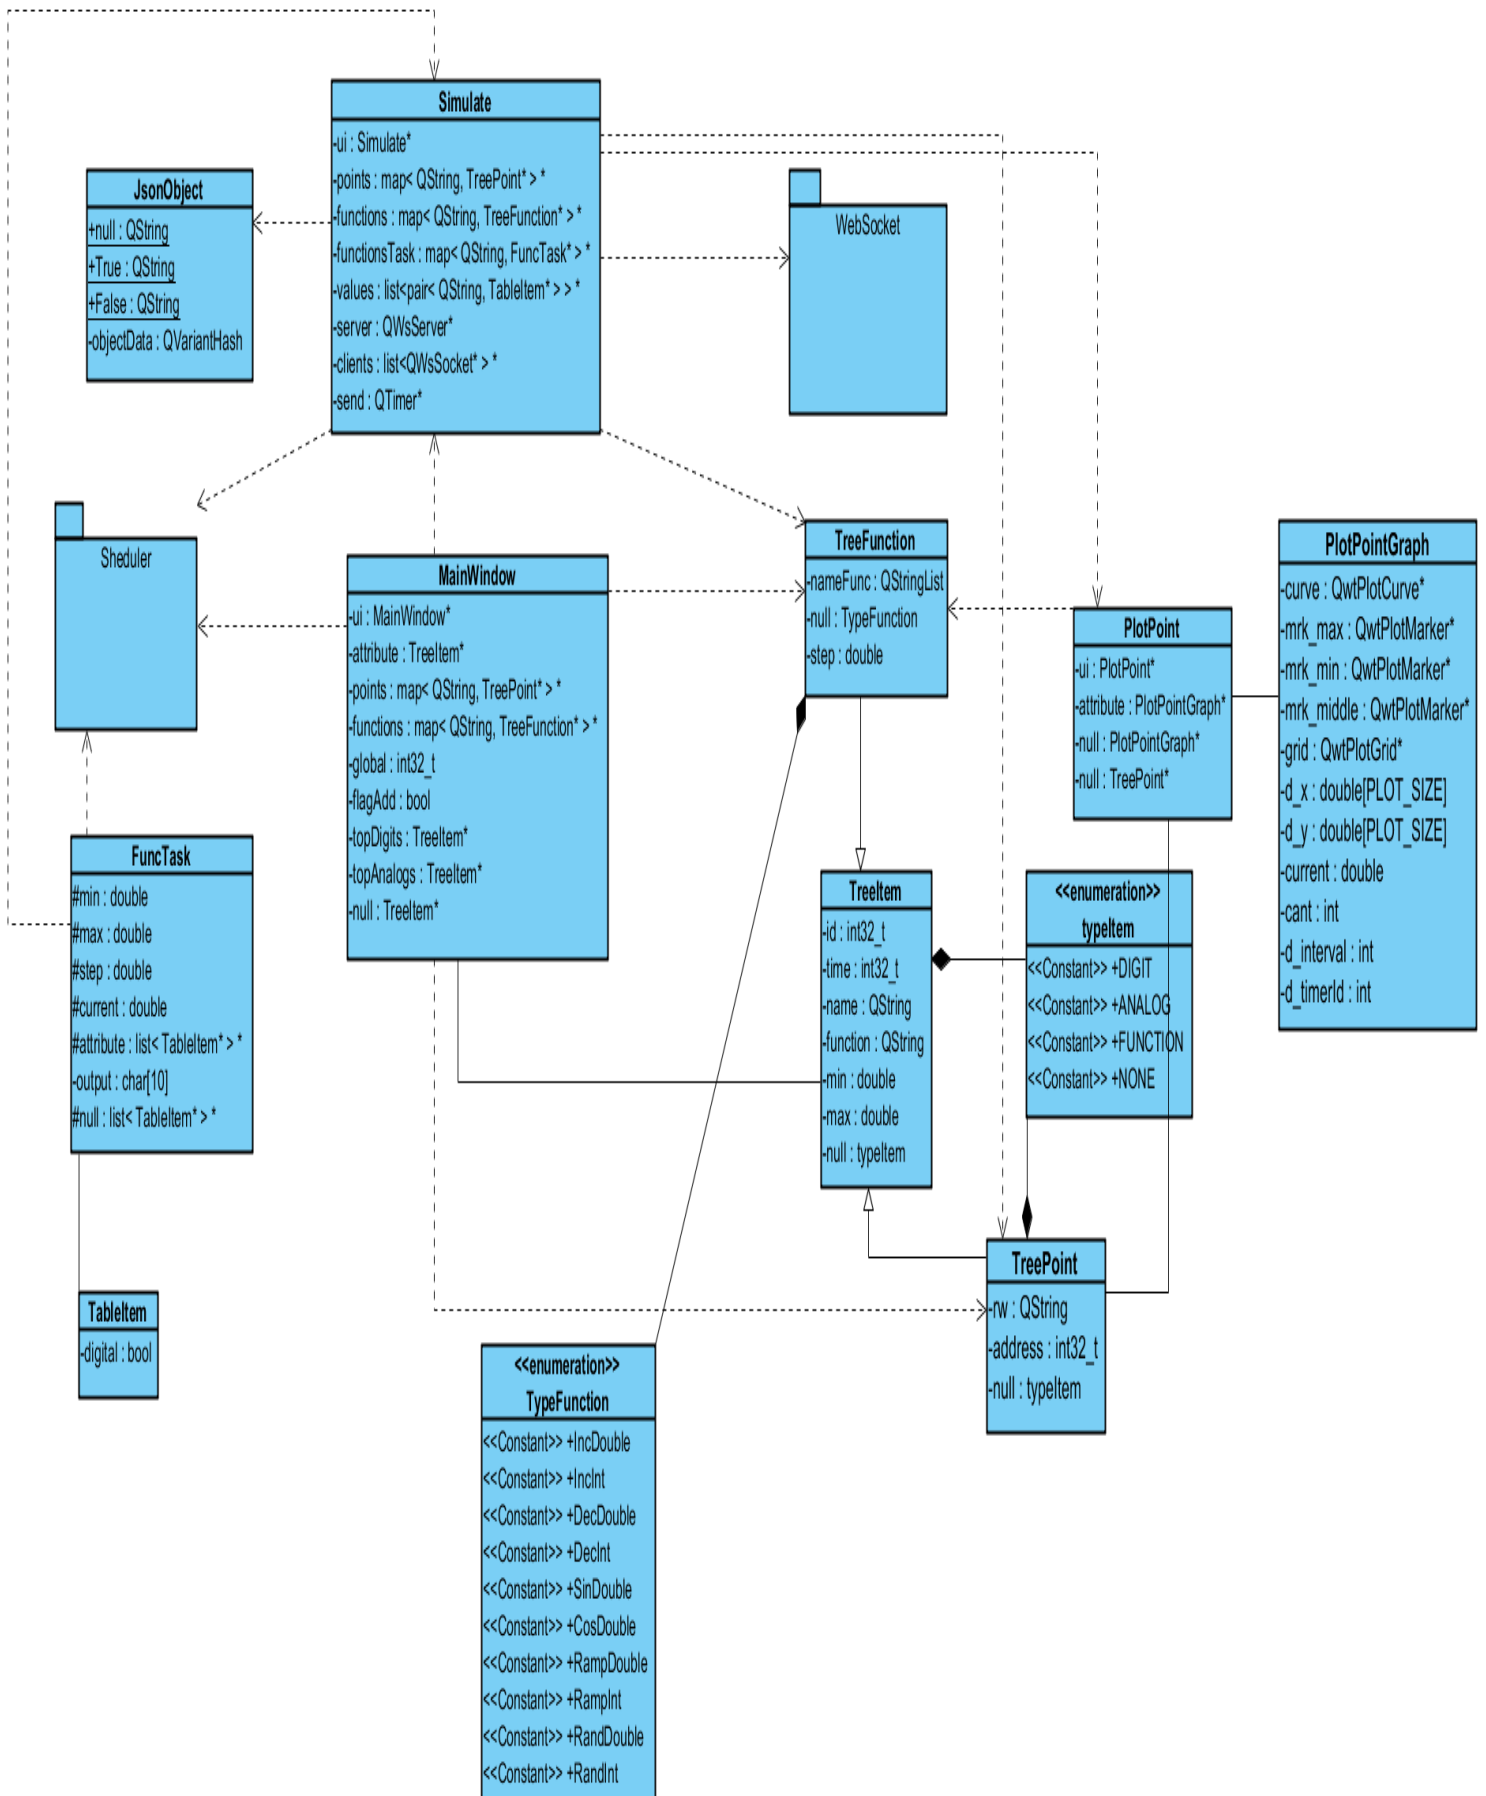 Simulate
-ui : Simulate*
-points : map< QString, TreePoint* > *
-functions : map< QString, TreeFunction* > *
-functionsTask : map< QString, FuncTask* > *
-values : list<pair< QString, TableItem* > > *
-server : QWsServer*
-clients : list<QWsSocket* > *
-send : QTimer*
JsonObject
+null : QString
+True : QString
+False : QString
-objectData : QVariantHash
WebSocket
Sheduler
MainWindow
-ui : MainWindow*
-attribute : TreeItem*
-points : map< QString, TreePoint* > *
-functions : map< QString, TreeFunction* > *
-global : int32_t
-flagAdd : bool
-topDigits : TreeItem*
-topAnalogs : TreeItem*
-null : TreeItem*
TreeFunction
-nameFunc : QStringList
-null : TypeFunction
-step : double
PlotPoint
-ui : PlotPoint*
-attribute : PlotPointGraph*
-null : PlotPointGraph*
-null : TreePoint*
PlotPointGraph
-curve : QwtPlotCurve*
-mrk_max : QwtPlotMarker*
-mrk_min : QwtPlotMarker*
-mrk_middle : QwtPlotMarker*
-grid : QwtPlotGrid*
-d_x : double[PLOT_SIZE]
-d_y : double[PLOT_SIZE]
-current : double
-cant : int
-d_interval : int
-d_timerId : int
FuncTask
#min : double
#max : double
#step : double
#current : double
#attribute : list< TableItem* > *
-output : char[10]
#null : list< TableItem* > *
TreeItem
-id : int32_t
-time : int32_t
-name : QString
-function : QString
-min : double
-max : double
-null : typeItem
<<enumeration>>
typeItem
<<Constant>> +DIGIT
<<Constant>> +ANALOG
<<Constant>> +FUNCTION
<<Constant>> +NONE
TableItem
-digital : bool
TreePoint
-rw : QString
-address : int32_t
-null : typeItem
<<enumeration>>
TypeFunction
<<Constant>> +IncDouble
<<Constant>> +IncInt
<<Constant>> +DecDouble
<<Constant>> +DecInt
<<Constant>> +SinDouble
<<Constant>> +CosDouble
<<Constant>> +RampDouble
<<Constant>> +RampInt
<<Constant>> +RandDouble
<<Constant>> +RandInt